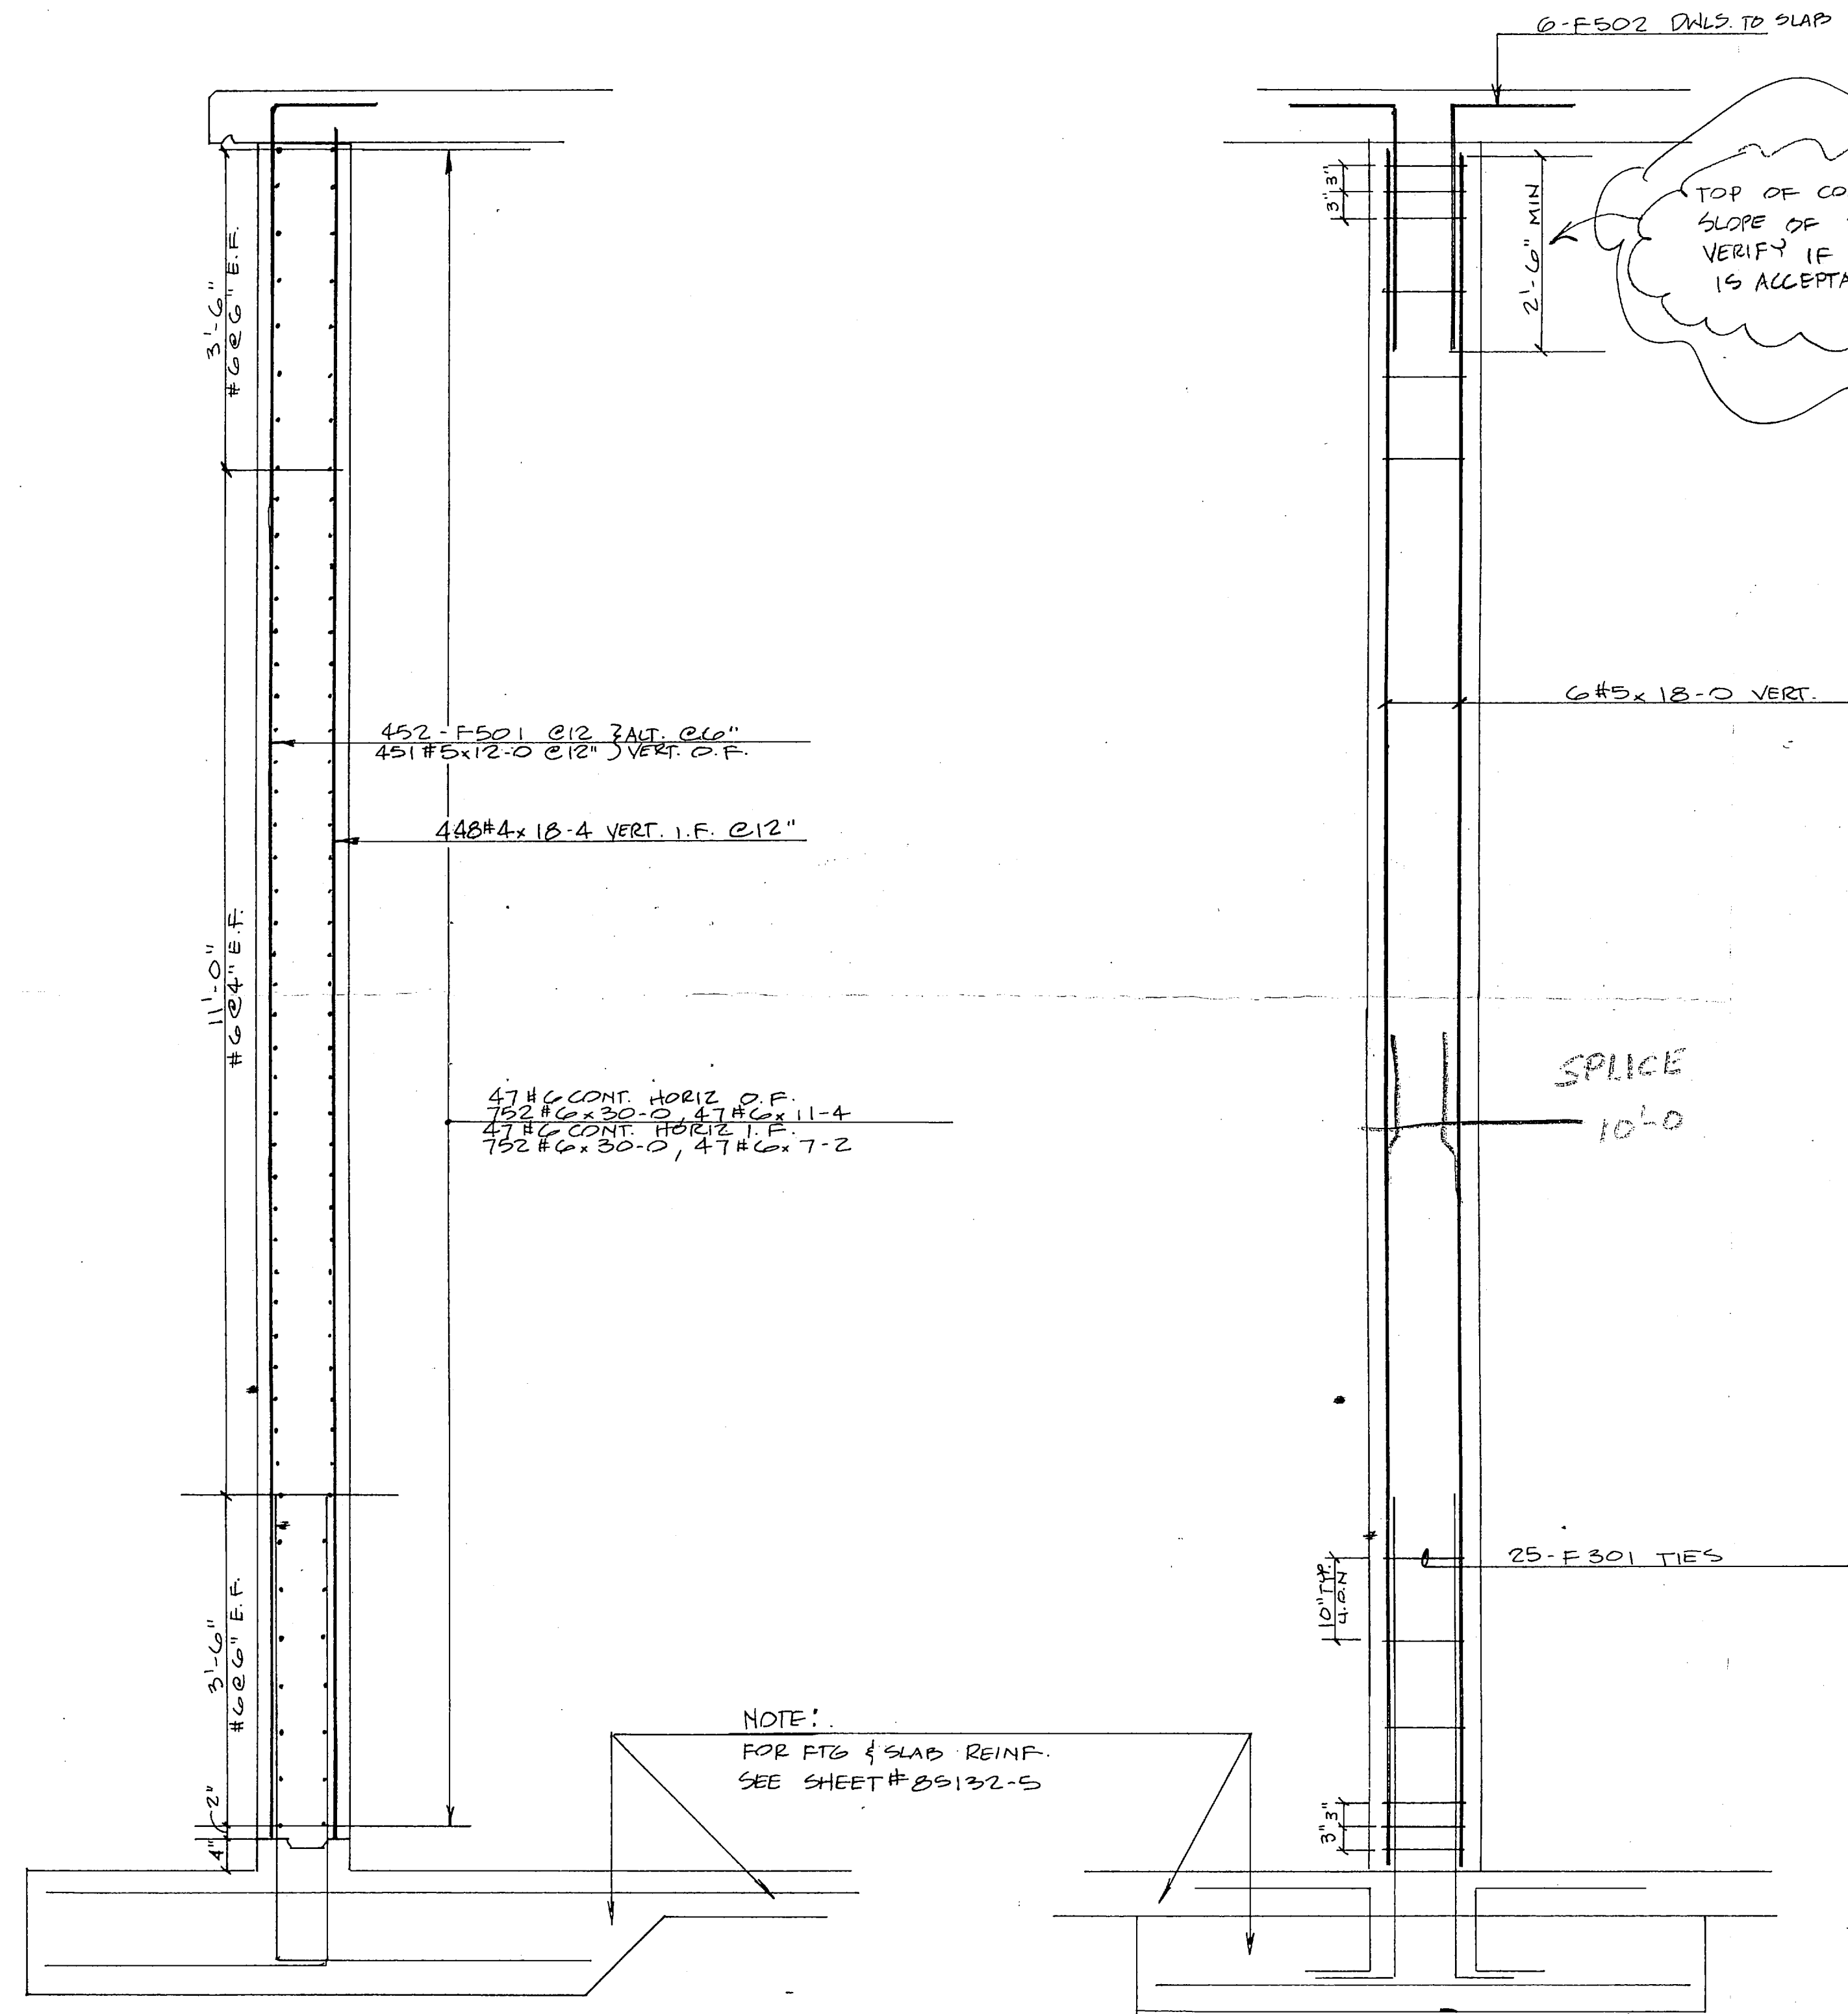 6-F502 DWLS. TO SLAB
3" 3"
2'-6" MIN
TOP OF CO
SLOPE OF
VERIFY IF
IS ACCEPTA
3'-6"
#6@6" E.F.
6#5x18-0 VERT.
452-F501 @12 } ALT. @6"
451#5x12-0 @12" } VERT. O.F.
448#4x18-4 VERT. I.F. @12"
11'-0"
#6@4" E.F.
47#6 CONT. HORIZ O.F.
752#6x30-0, 47#6x11-4
47#6 CONT. HORIZ I.F.
752#6x30-0, 47#6x7-2
SPLICE
10'-0
25-F301 TIES
10" TYP.
U.O.N
3'-6"
#6@6" E.F.
NOTE:
FOR FTG & SLAB REINF.
SEE SHEET #85132-5
2"
4"
3" 3"